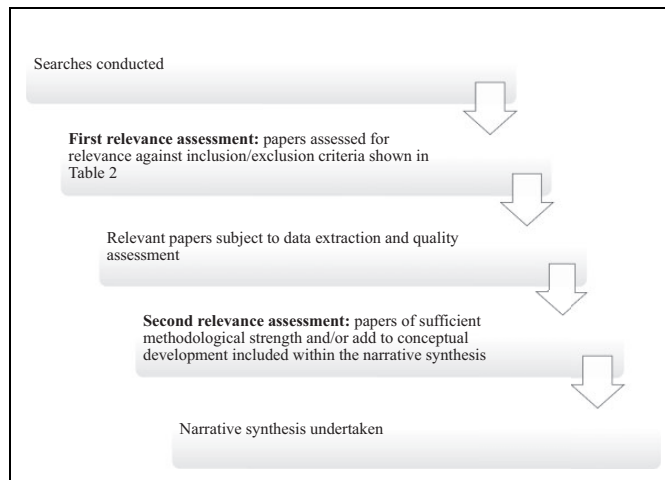 Searches conducted
First relevance assessment: papers assessed for
relevance against inclusion/exclusion criteria shown in
Table 2
Relevant papers subject to data extraction and quality
assessment
Second relevance assessment: papers of sufficient
methodological strength and/or add to conceptual
development included within the narrative synthesis
Narrative synthesis undertaken